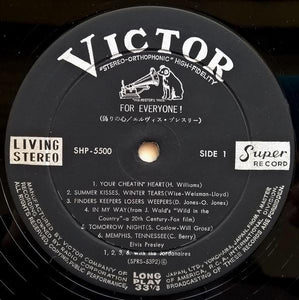 VICTOR
"STEREO-ORTHOPHONIC" HIGH-FIDELITY
"HIS MASTER'S VOICE"
FOR EVERYONE!
(偽りの心/エルヴィス・プレスリー)
LIVING
STEREO
SHP-5500
SIDE 1
Super
RECORD
1. YOUR CHEATIN' HEART(H. Williams)
2. SUMMER KISSES, WINTER TEARS(Wise-Weisman-Lloyd)
3. FINDERS KEEPERS LOSERS WEEPERS(D. Jones-O. Jones)
4. IN MY WAY(from J. Wald's "Wild in the
Country"-a 20th Century-Fox film)
5. TOMORROW NIGHT(S. Coslow-Will Grosz)
6. MEMPHIS, TENNESSEE(C. Berry)
Elvis Presley
1, 2, 3, 6, with the Jordanaires
(SPRS-5392)
LONG
PLAY
33⅓